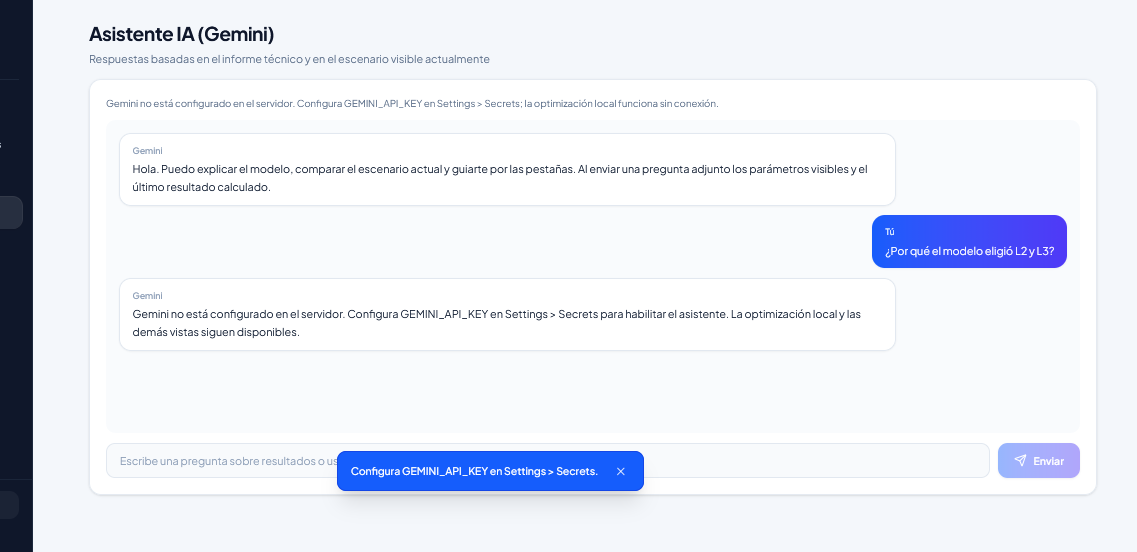 Asistente IA (Gemini)
Respuestas basadas en el informe técnico y en el escenario visible actualmente
Gemini no está configurado en el servidor. Configura GEMINI_API_KEY en Settings > Secrets; la optimización local funciona sin conexión.
Gemini
Hola. Puedo explicar el modelo, comparar el escenario actual y guiarte por las pestañas. Al enviar una pregunta adjunto los parámetros visibles y el
último resultado calculado.
Tú
¿Por qué el modelo eligió L2 y L3?
Gemini
Gemini no está configurado en el servidor. Configura GEMINI_API_KEY en Settings > Secrets para habilitar el asistente. La optimización local y las
demás vistas siguen disponibles.
Escribe una pregunta sobre resultados o
Configura GEMINI_API_KEY en Settings > Secrets.
Enviar